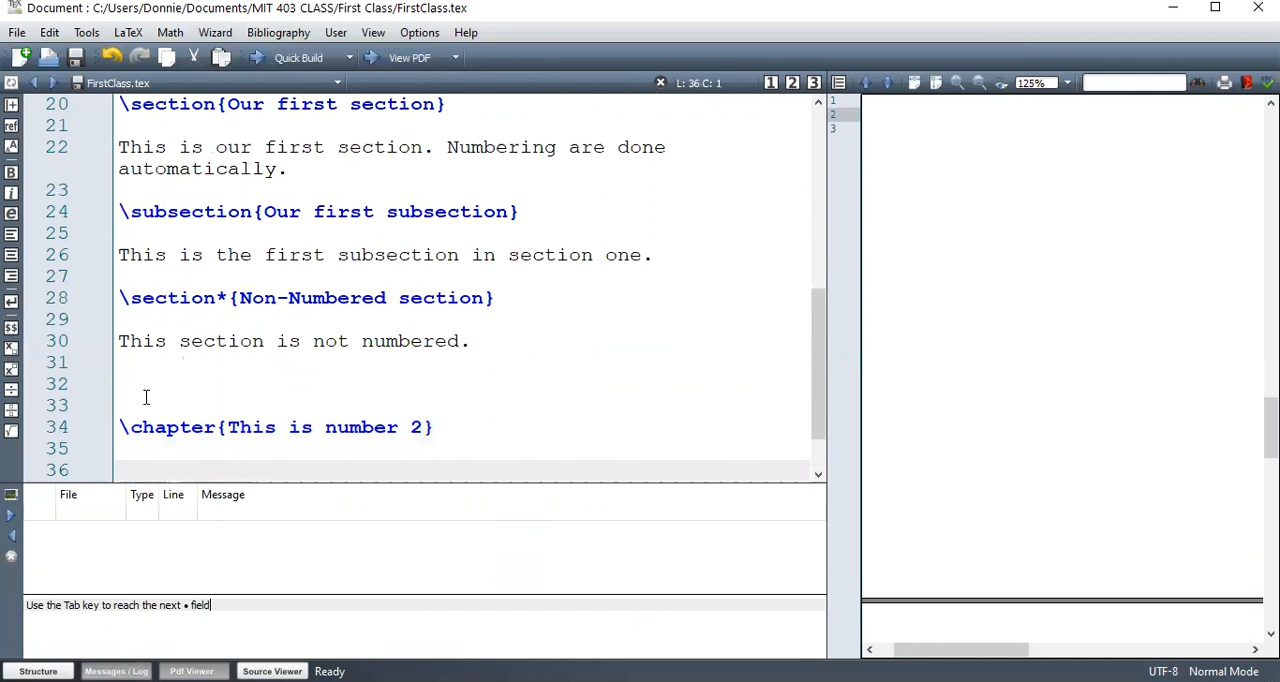 Document : C:/Users/Donnie/Documents/MIT 403 CLASS/First Class/FirstClass.tex
File Edit Tools LaTeX Math Wizard Bibliography User View Options Help
Quick Build View PDF
FirstClass.tex L: 36 C: 1 1 2 3 125%
20 \section{Our first section}
21
22 This is our first section. Numbering are done
automatically.
23
24 \subsection{Our first subsection}
25
26 This is the first subsection in section one.
27
28 \section*{Non-Numbered section}
29
30 This section is not numbered.
31
32
33
34 \chapter{This is number 2}
35
36
1
2
3
File Type Line Message
Use the Tab key to reach the next • field
Structure Messages / Log Pdf Viewer Source Viewer Ready UTF-8 Normal Mode